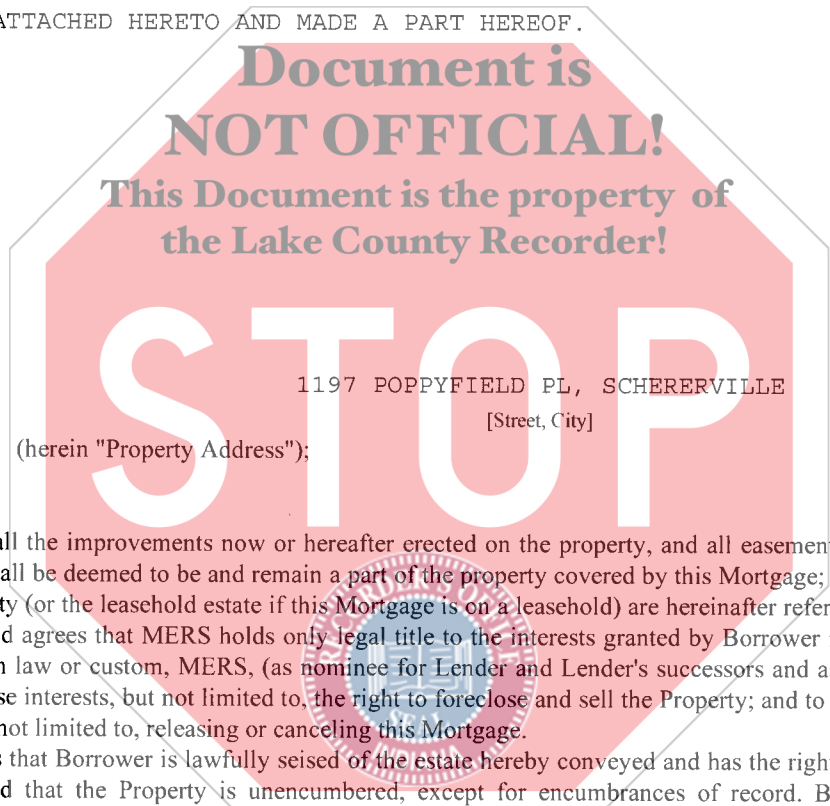 ATTACHED HERETO AND MADE A PART HEREOF.
Document is
NOT OFFICIAL!
This Document is the property of
the Lake County Recorder!
STOP
1197 POPPYFIELD PL, SCHERERVILLE
[Street, City]
(herein "Property Address");
all the improvements now or hereafter erected on the property, and all easemen
all be deemed to be and remain a part of the property covered by this Mortgage;
ty (or the leasehold estate if this Mortgage is on a leasehold) are hereinafter refer
d agrees that MERS holds only legal title to the interests granted by Borrower
n law or custom, MERS, (as nominee for Lender and Lender's successors and a
se interests, but not limited to, the right to foreclose and sell the Property; and to
not limited to, releasing or canceling this Mortgage.
s that Borrower is lawfully seised of the estate hereby conveyed and has the righ
d that the Property is unencumbered, except for encumbrances of record. B
RECORDER'S OFFICE
SEAL
INDIANA